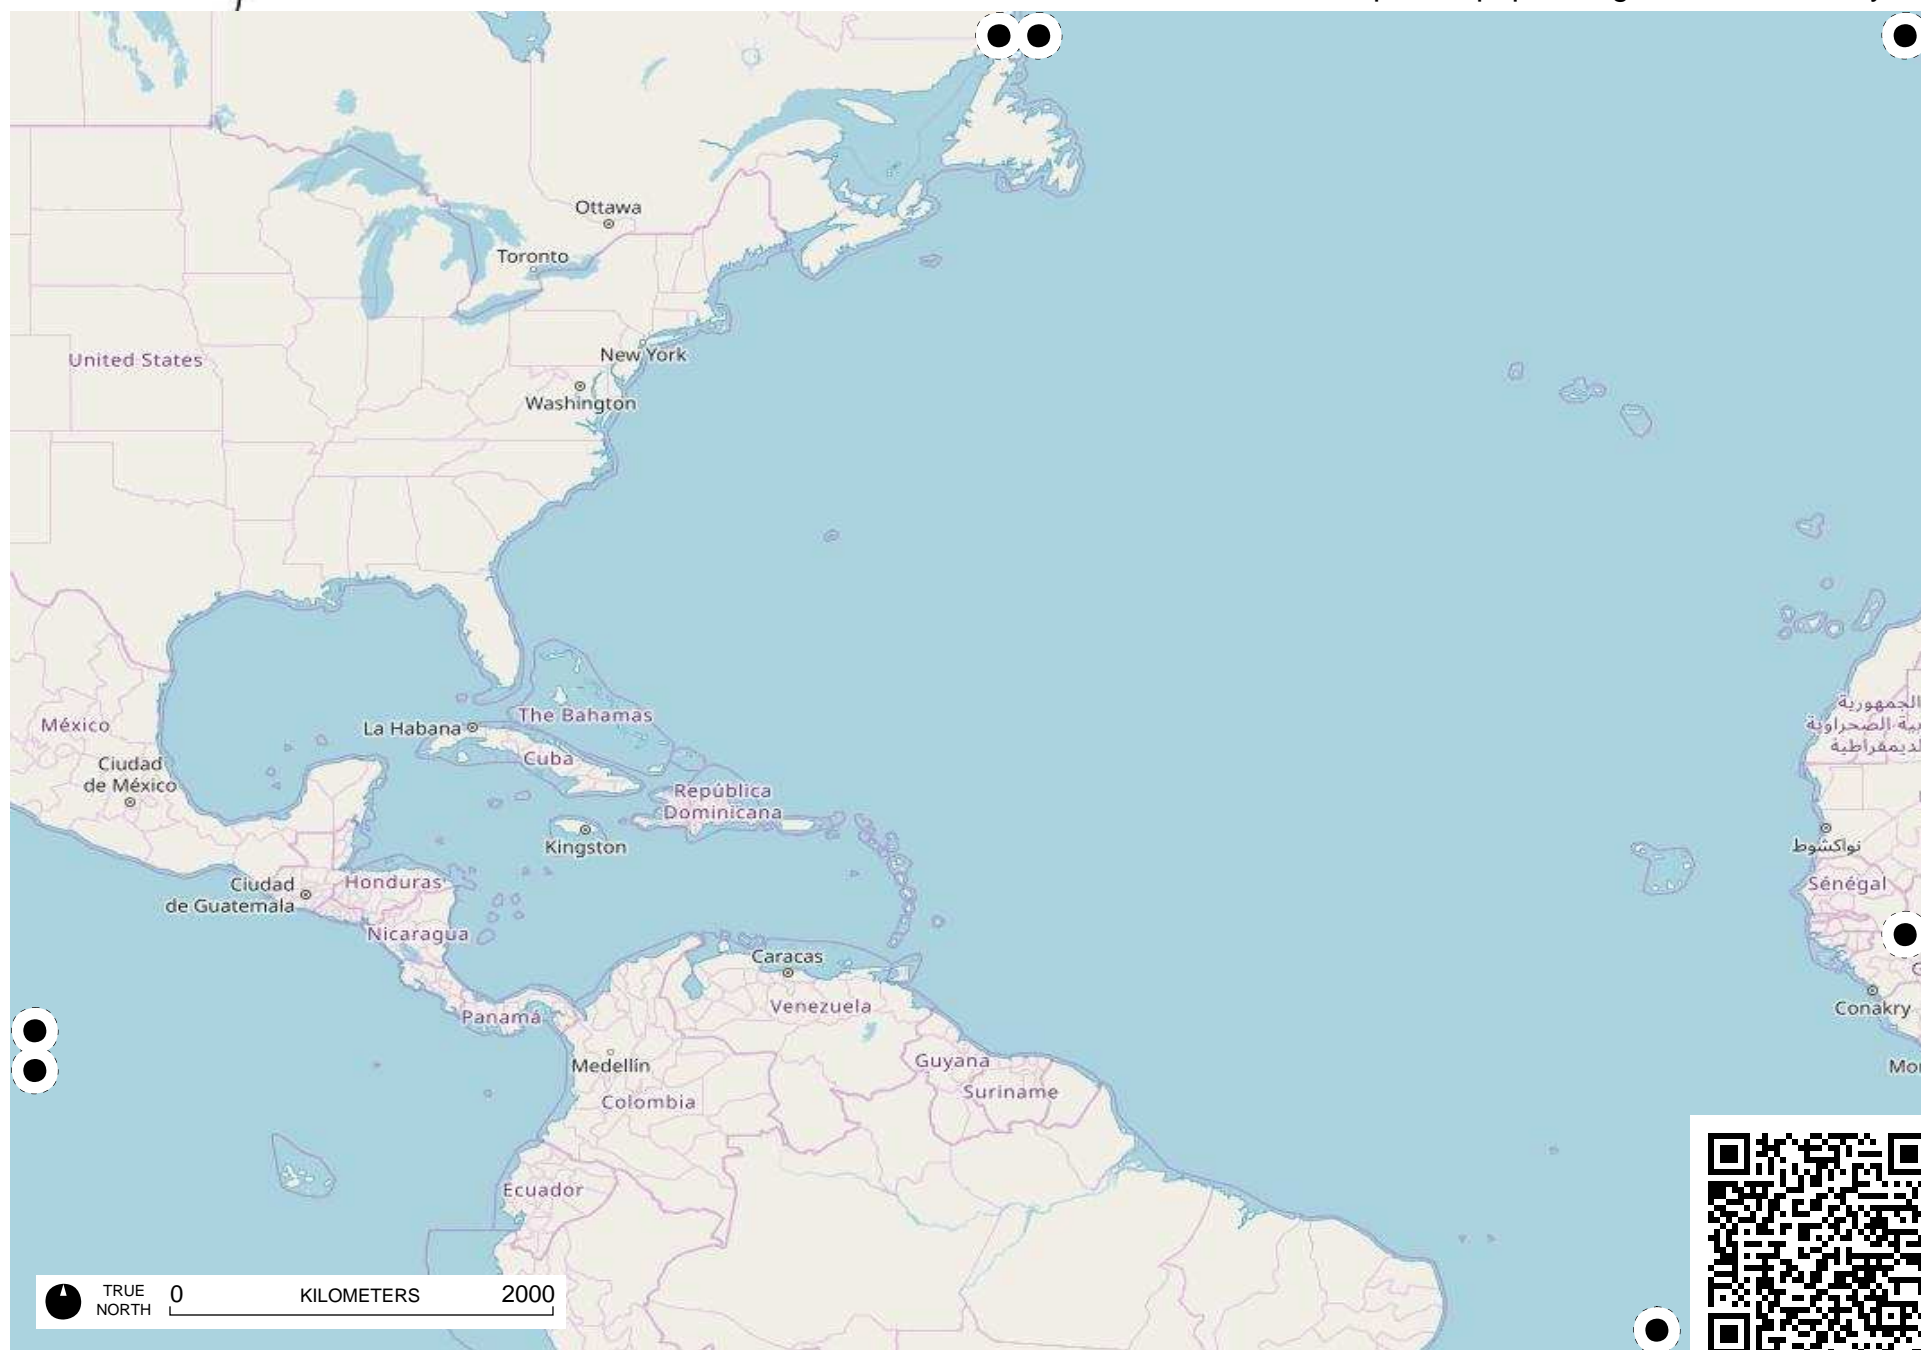 Ottawa
Toronto
United States
New York
Washington
The Bahamas
La Habana
México
Cuba
Ciudad
de México
República
Dominicana
Kingston
نواكشوط
Ciudad
de Guatemala
Honduras
Sénégal
Nicaragua
Caracas
Venezuela
Panamá
Conakry
Medellín
Guyana
Suriname
Colombia
Ecuador
TRUE
NORTH
0
KILOMETERS
2000